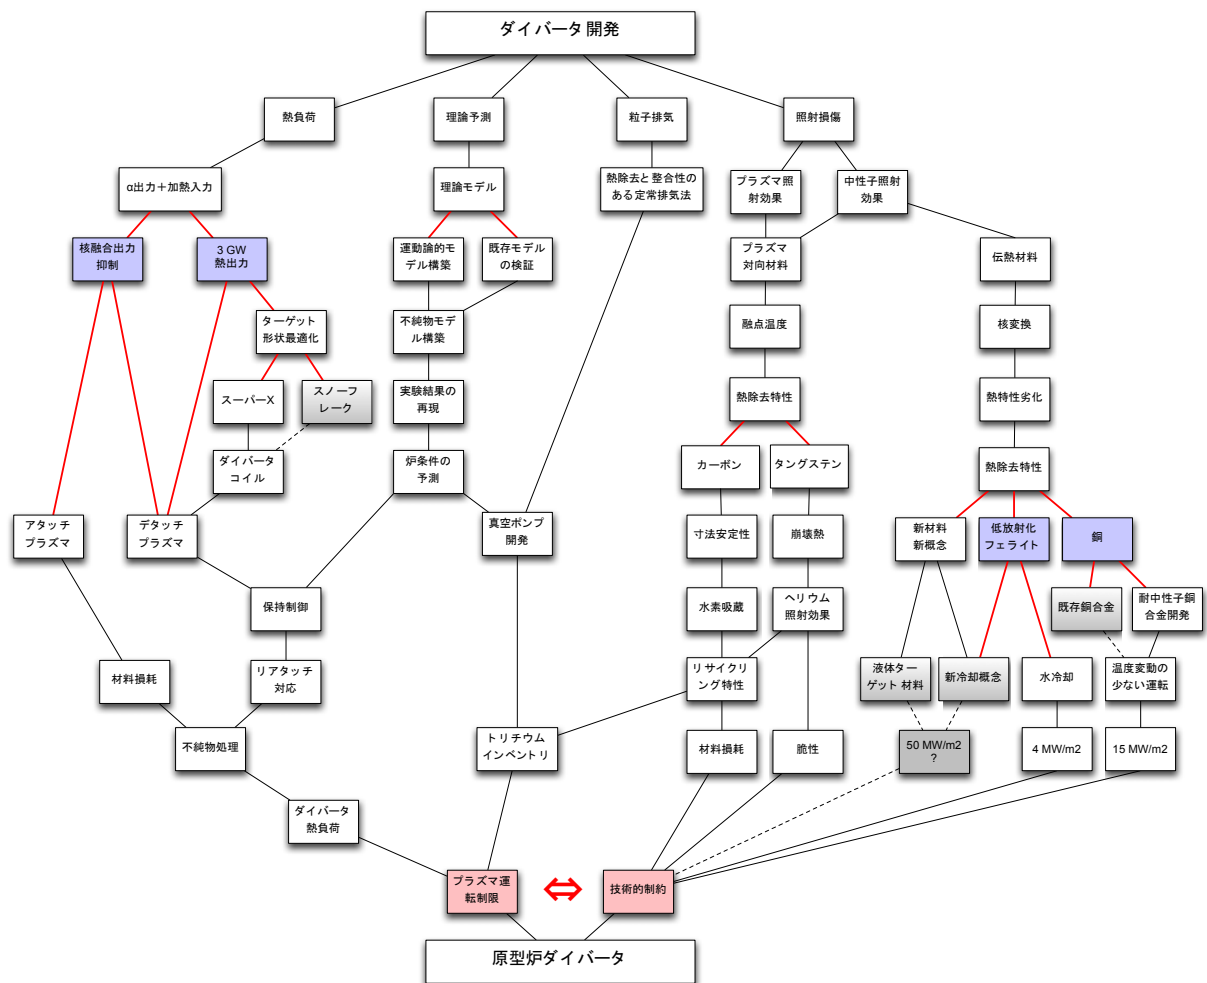 ダイバータ開発
熱負荷
理論予測
粒子排気
照射損傷
α出力＋加熱入力
理論モデル
熱除去と整合性の
ある定常排気法
プラズマ照
射効果
中性子照射
効果
核融合出力
抑制
3 GW
熱出力
運動論的モ
デル構築
既存モデル
の検証
プラズマ
対向材料
伝熱材料
ターゲット
形状最適化
不純物モデ
ル構築
融点温度
核変換
スーパーX
スノーフ
レーク
実験結果の
再現
熱除去特性
熱特性劣化
ダイバータ
コイル
炉条件の
予測
カーボン
タングステン
熱除去特性
アタッチ
プラズマ
デタッチ
プラズマ
真空ポンプ
開発
寸法安定性
崩壊熱
新材料
新概念
低放射化
フェライト
銅
保持制御
水素吸蔵
ヘリウム
照射効果
既存銅合金
耐中性子銅
合金開発
材料損耗
リアタッチ
対応
リサイクリ
ング特性
液体ター
ゲット材料
新冷却概念
水冷却
温度変動の
少ない運転
不純物処理
トリチウム
インベントリ
材料損耗
脆性
50 MW/m2
?
4 MW/m2
15 MW/m2
ダイバータ
熱負荷
プラズマ運
転制限
⇔
技術的制約
原型炉ダイバータ